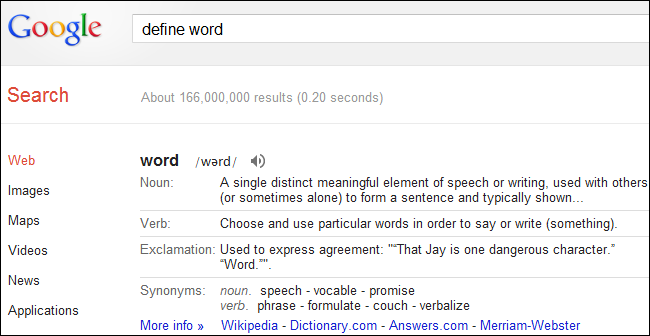 Google
define word
Search
About 166,000,000 results (0.20 seconds)
Web
Images
Maps
Videos
News
Applications
word /wərd/
Noun: A single distinct meaningful element of speech or writing, used with others
(or sometimes alone) to form a sentence and typically shown...
Verb: Choose and use particular words in order to say or write (something).
Exclamation: Used to express agreement: "“That Jay is one dangerous character.”
“Word.”".
Synonyms: noun. speech - vocable - promise
verb. phrase - formulate - couch - verbalize
More info » Wikipedia - Dictionary.com - Answers.com - Merriam-Webster